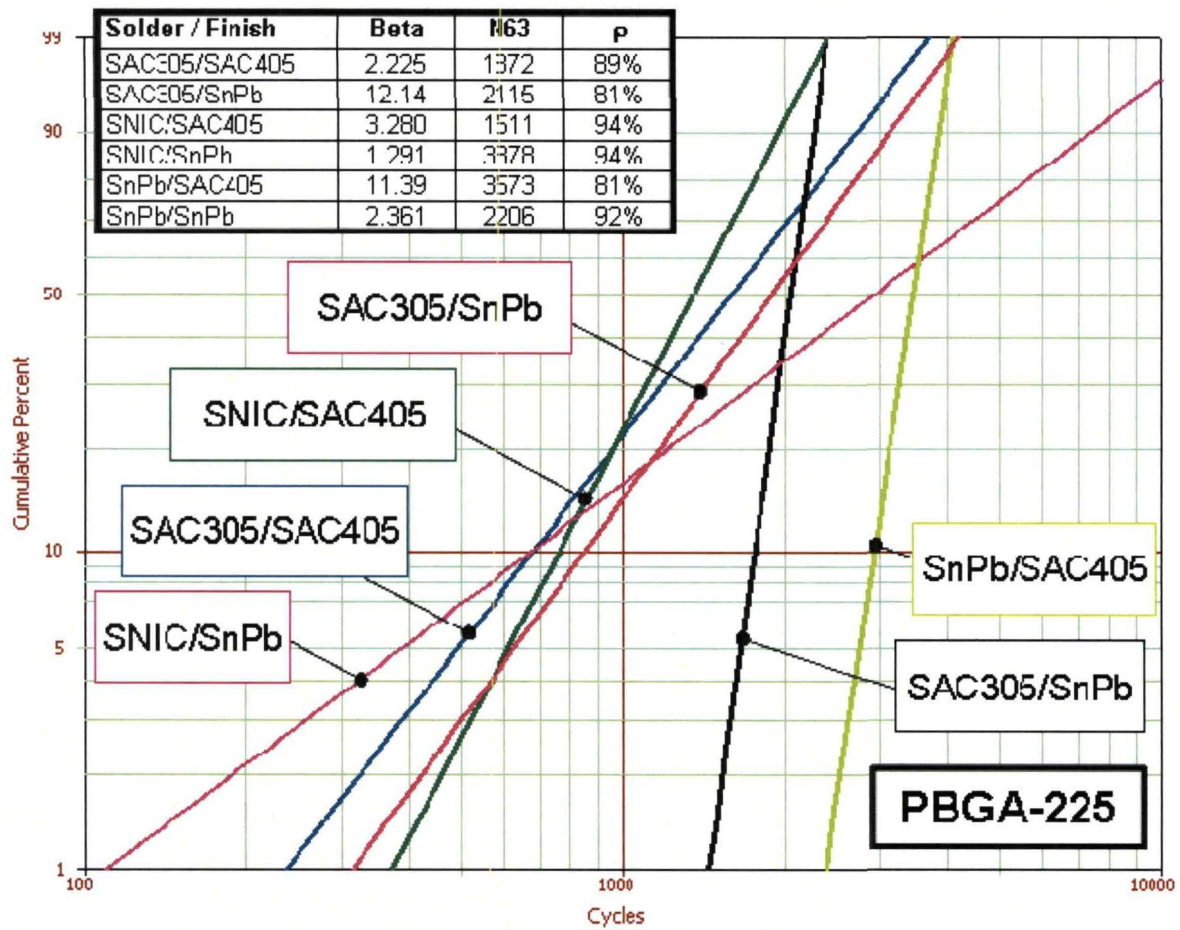 Solder / Finish Beta N63 ρ
SAC305/SAC405 2.225 1372 89%
SAC305/SnPb 12.14 2115 81%
SNIC/SAC405 3.280 1511 94%
SNIC/SnPb 1.291 94%
SnPb/SAC405 11.39 3573 81%
SnPb/SnPb 2.361 2206 92%
99
90
50
10
5
1
Cumulative Percent
SAC305/SnPb
SNIC/SAC405
SAC305/SAC405
SNIC/SnPb
SnPb/SAC405
SAC305/SnPb
PBGA-225
100
1000
10000
Cycles